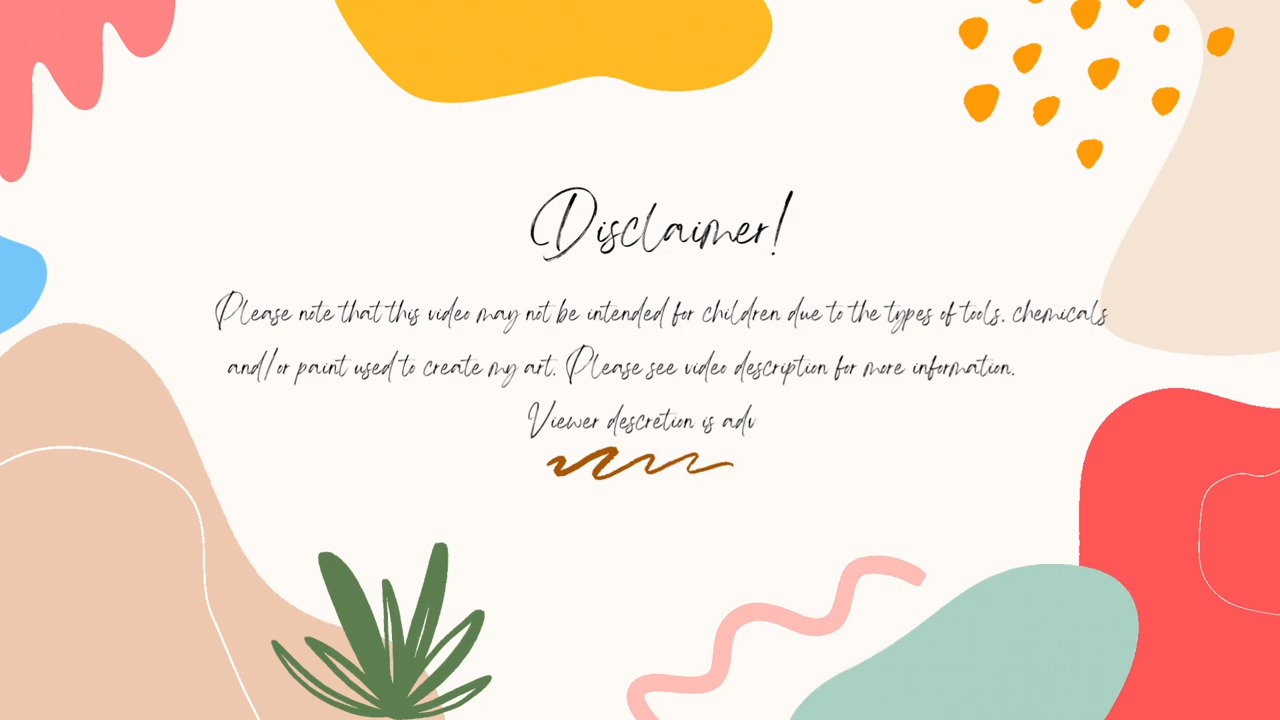 Disclaimer!
Please note that this video may not be intended for children due to the types of tools, chemicals
and/or paint used to create my art. Please see video description for more information.
Viewer descretion is adv